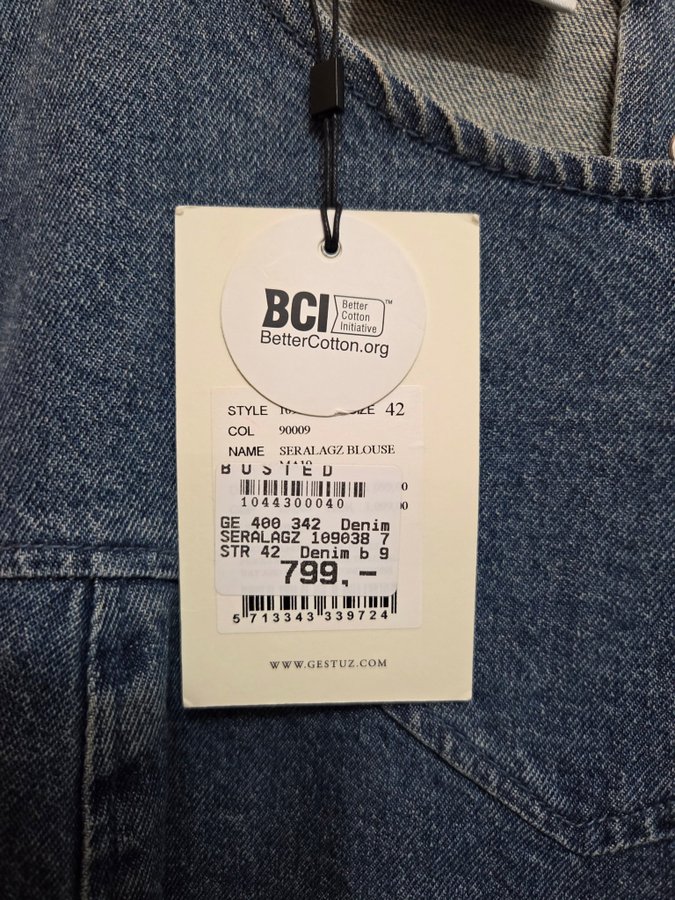 BCI Better Cotton Initiative™
BetterCotton.org
STYLE SIZE 42
COL 90009
NAME SERALAGZ BLOUSE
BUSTED
1044300040
GE 400 342 Denim
SERALAGZ 109038 7
STR 42 Denim b 9
799,-
5 713343 339724
WWW.GESTUZ.COM